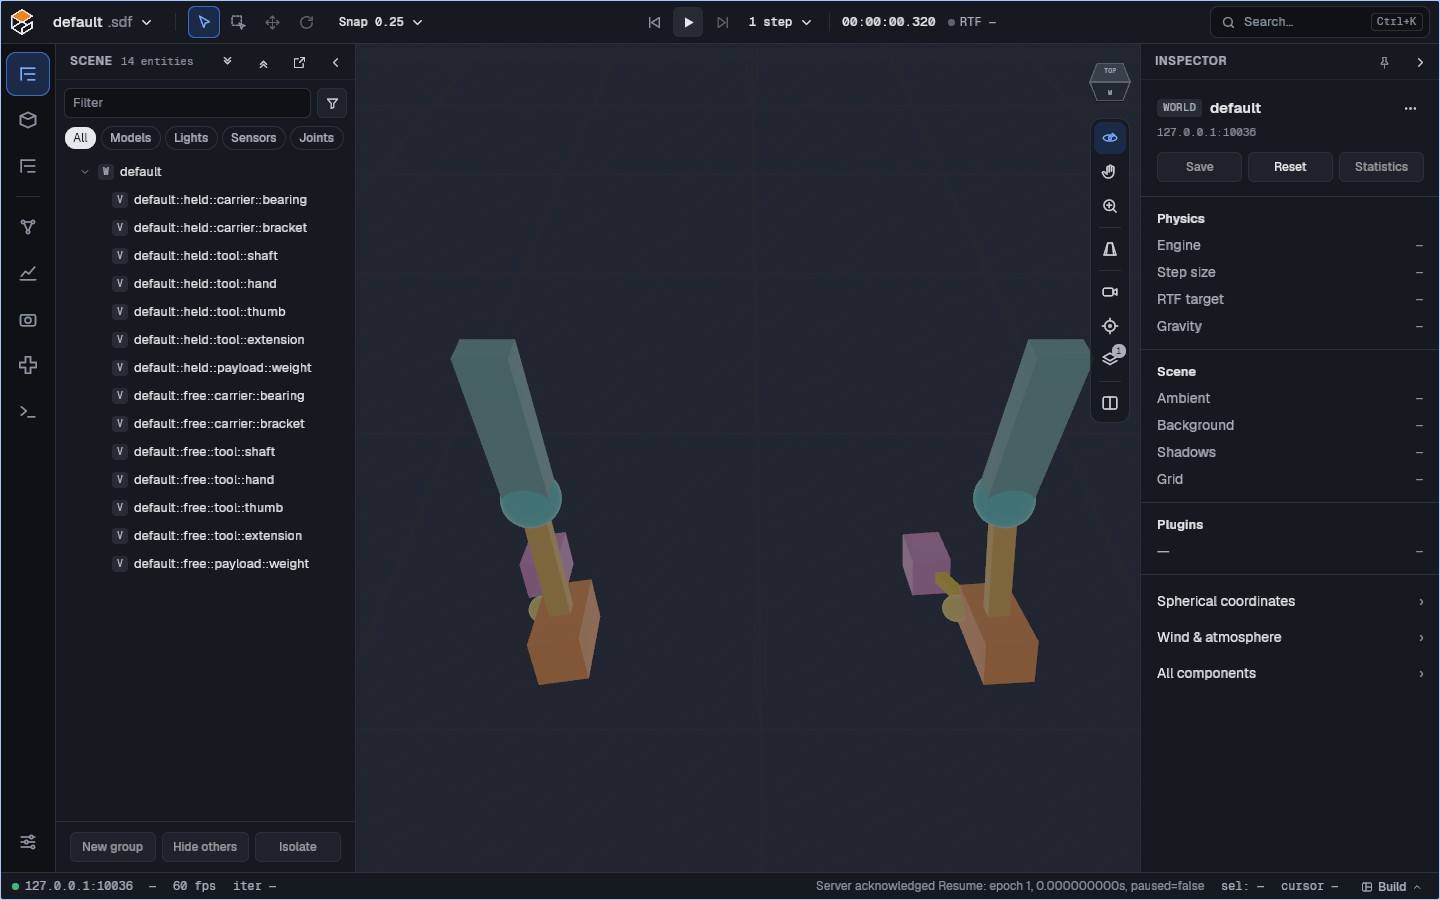 default .sdf
Snap 0.25
1 step
00:00:00.320
RTF –
Search...
Ctrl+K
SCENE 14 entities
Filter
All
Models
Lights
Sensors
Joints
W default
V default::held::carrier::bearing
V default::held::carrier::bracket
V default::held::tool::shaft
V default::held::tool::hand
V default::held::tool::thumb
V default::held::tool::extension
V default::held::payload::weight
V default::free::carrier::bearing
V default::free::carrier::bracket
V default::free::tool::shaft
V default::free::tool::hand
V default::free::tool::thumb
V default::free::tool::extension
V default::free::payload::weight
New group
Hide others
Isolate
TOP
W
1
INSPECTOR
WORLD default
127.0.0.1:10036
Save
Reset
Statistics
Physics
Engine –
Step size –
RTF target –
Gravity –
Scene
Ambient –
Background –
Shadows –
Grid –
Plugins
— –
Spherical coordinates
Wind & atmosphere
All components
127.0.0.1:10036 – 60 fps iter –
Server acknowledged Resume: epoch 1, 0.000000000s, paused=false
sel: –
cursor –
Build